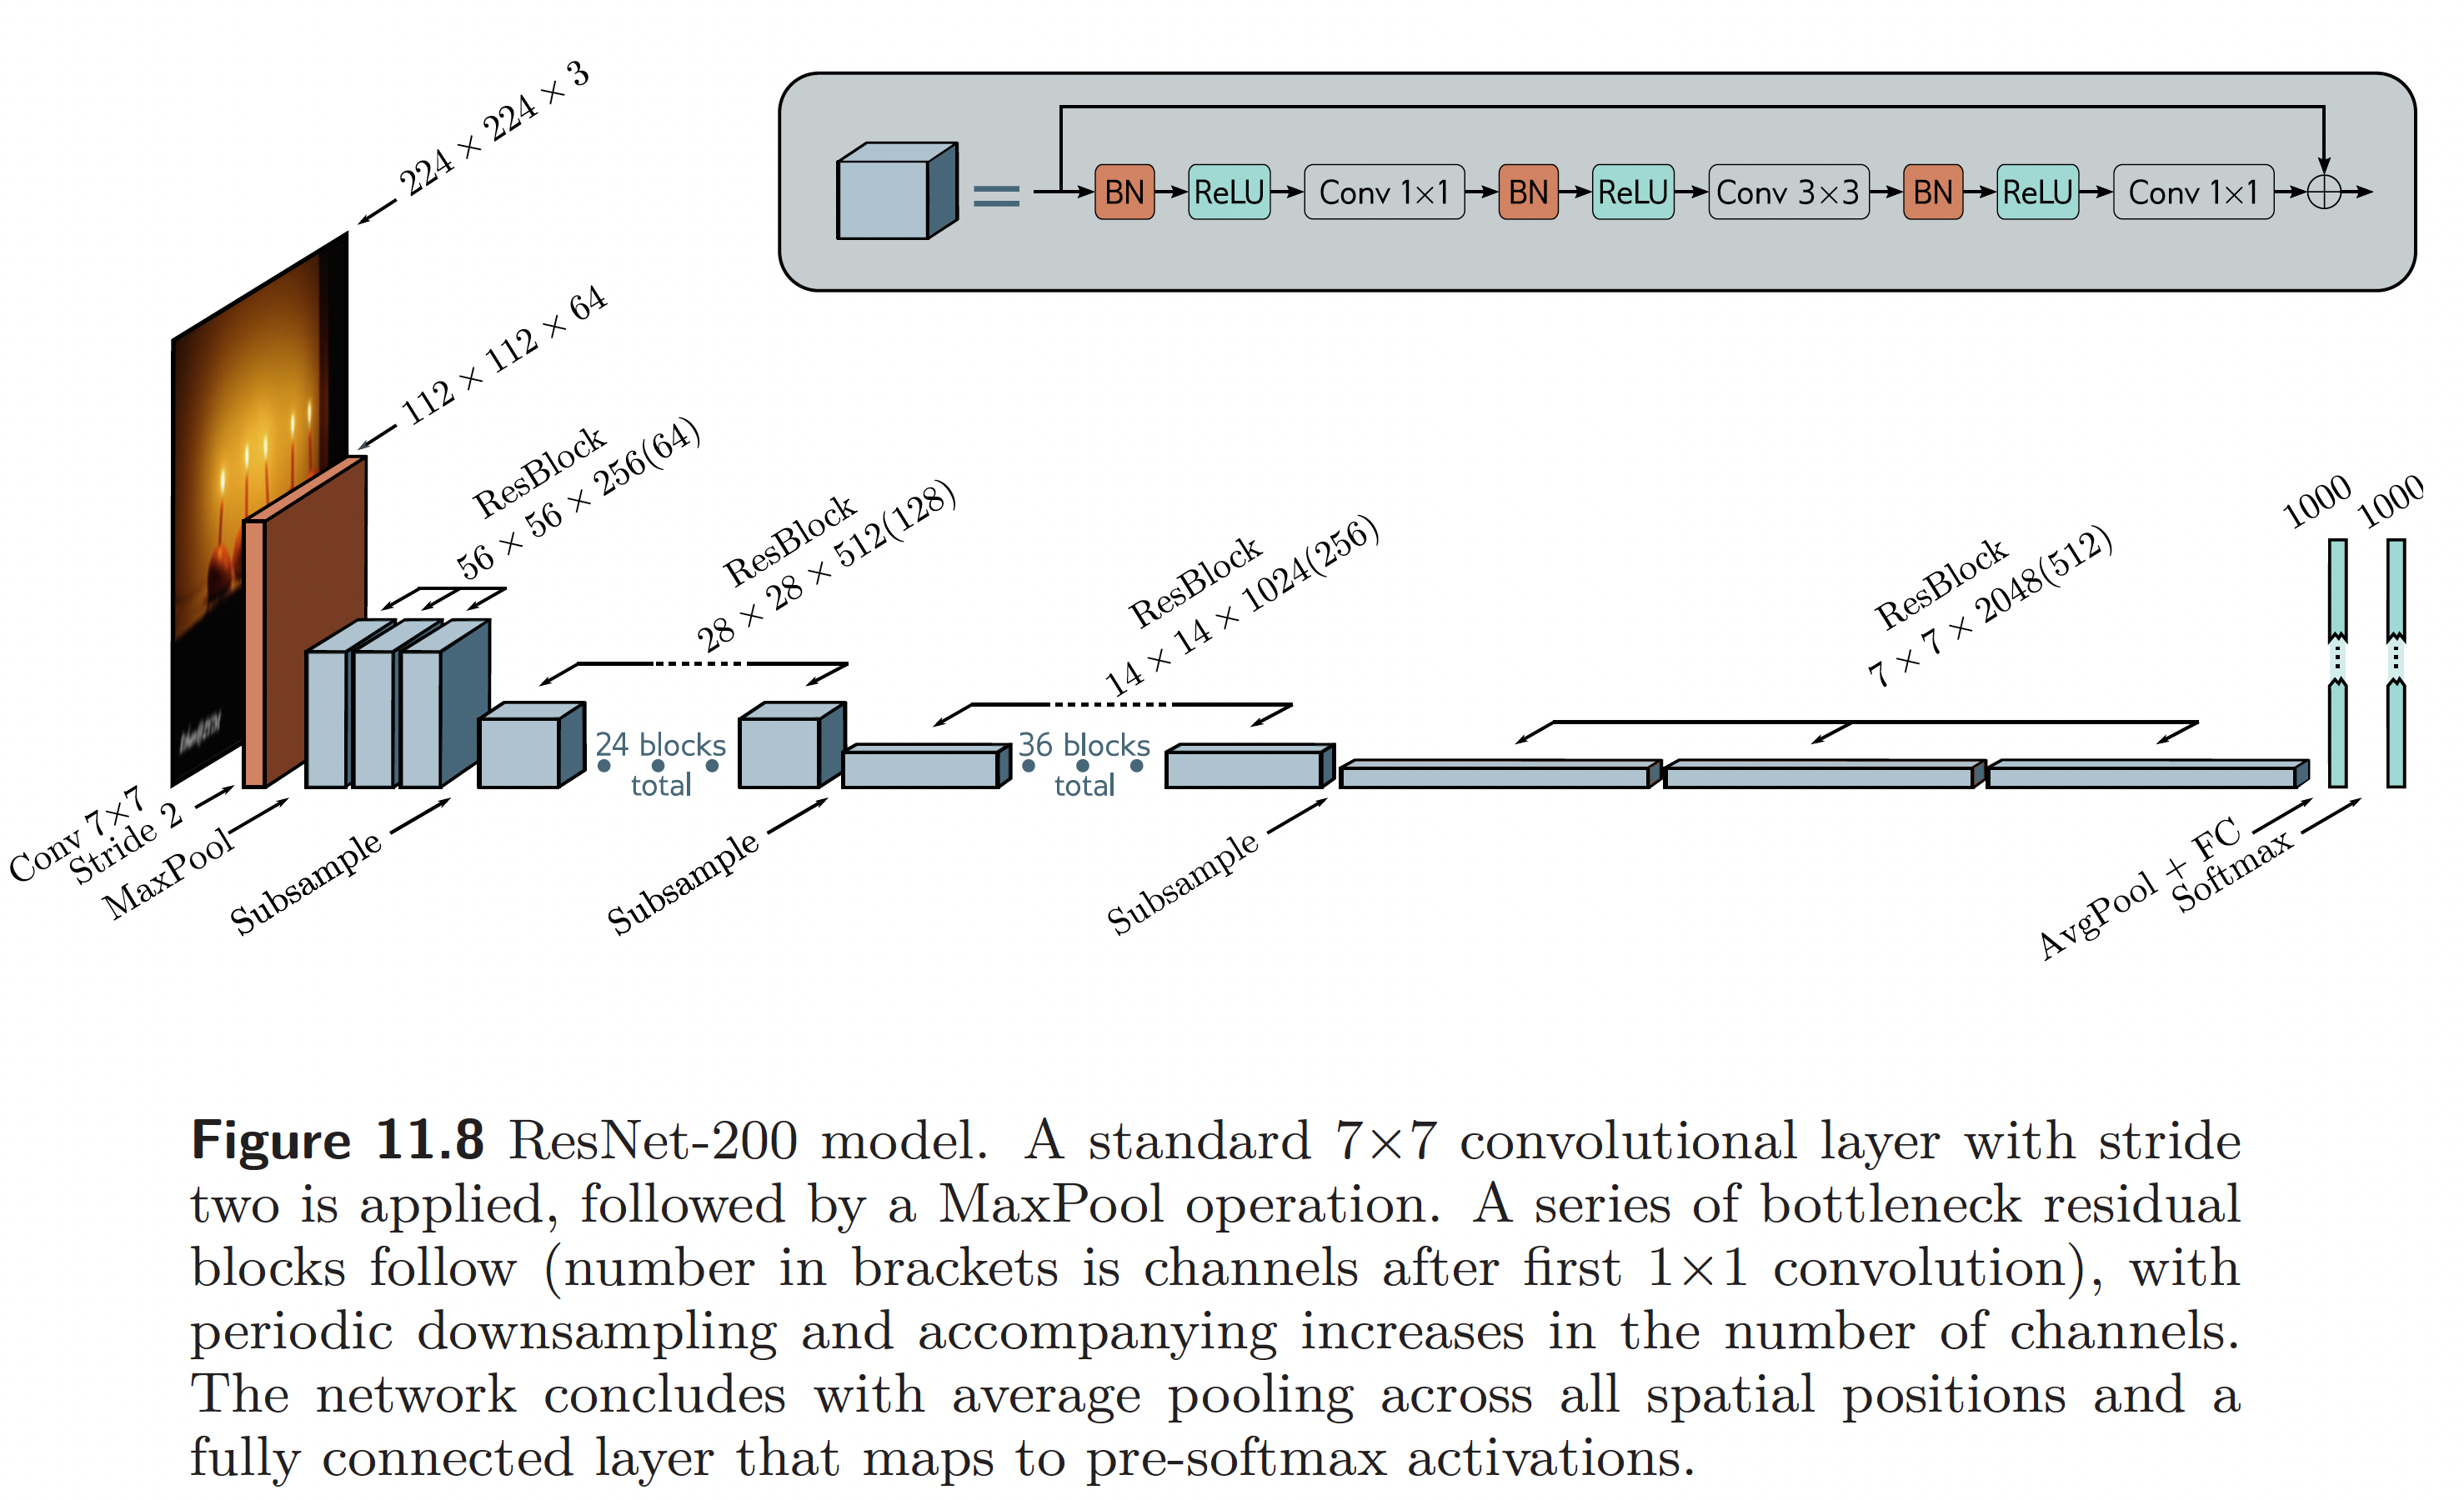 224 × 224 × 3
BN
ReLU
Conv 1×1
BN
ReLU
Conv 3×3
BN
ReLU
Conv 1×1
112 × 112 × 64
ResBlock
56 × 56 × 256(64)
ResBlock
28 × 28 × 512(128)
ResBlock
14 × 14 × 1024(256)
ResBlock
7 × 7 × 2048(512)
1000
1000
24 blocks
total
36 blocks
total
Conv 7×7
Stride 2
MaxPool
Subsample
Subsample
Subsample
AvgPool + FC
Softmax
Figure 11.8 ResNet-200 model. A standard 7×7 convolutional layer with stride
two is applied, followed by a MaxPool operation. A series of bottleneck residual
blocks follow (number in brackets is channels after first 1×1 convolution), with
periodic downsampling and accompanying increases in the number of channels.
The network concludes with average pooling across all spatial positions and a
fully connected layer that maps to pre-softmax activations.